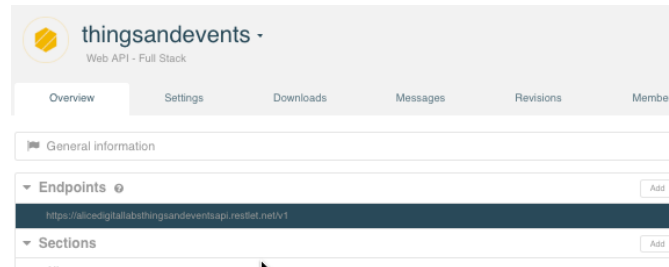 thingsandevents
Web API - Full Stack
Overview Settings Downloads Messages Revisions Membe
General information
Endpoints
Add
https://alicedigitallabsthingsandeventsapi.restlet.net/v1
Sections
Add